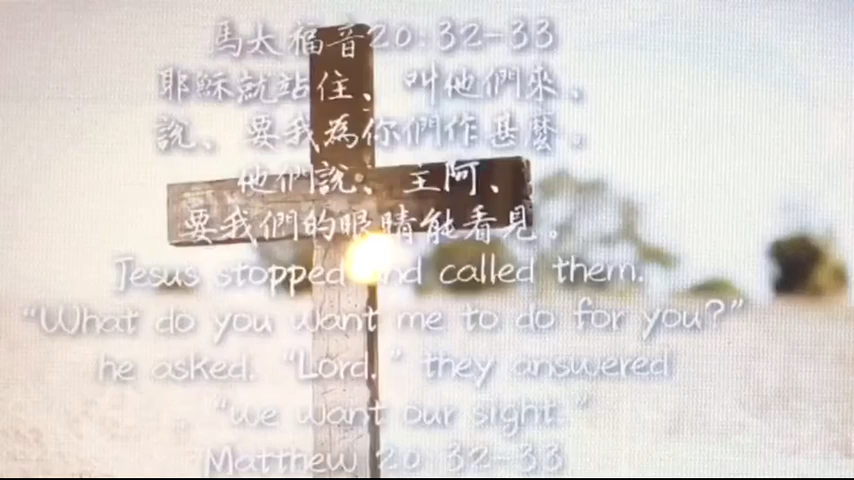 馬太福音20:32-33
耶穌就站住、叫他們來、
說、要我為你們作甚麼。
他們說、主阿、
要我們的眼睛能看見。
Jesus stopped and called them.
“What do you want me to do for you?”
he asked. “Lord,” they answered
, “we want our sight.”
Matthew 20:32-33